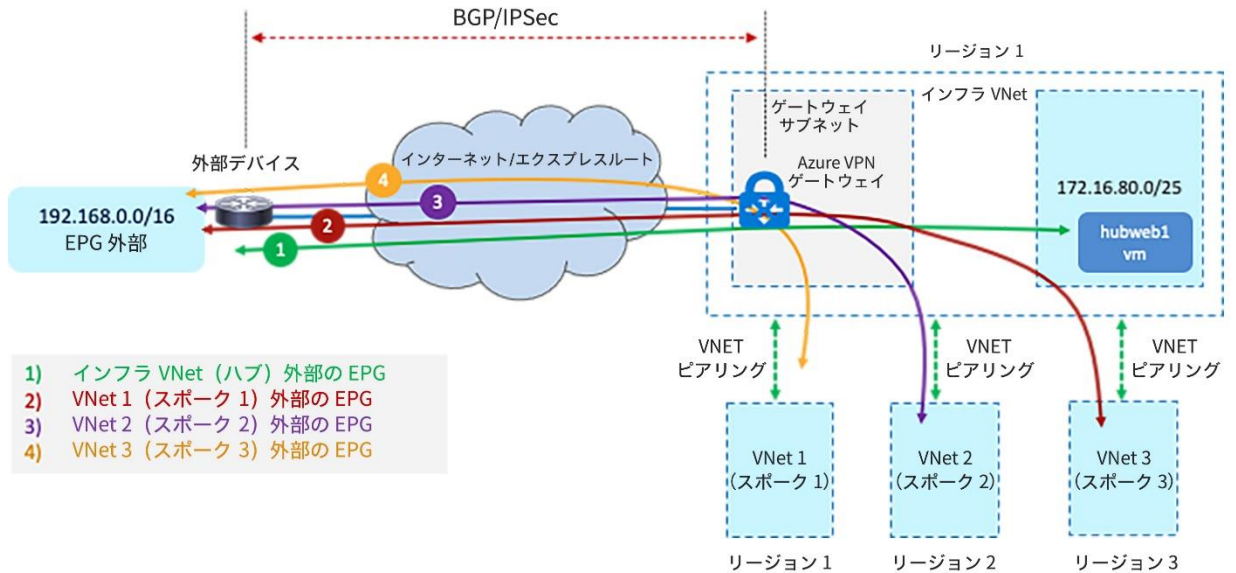 BGP/IPSec
リージョン 1
インフラ VNet
ゲートウェイ
サブネット
外部デバイス
インターネット/エクスプレスルート
Azure VPN
ゲートウェイ
192.168.0.0/16
EPG 外部
4
3
2
1
172.16.80.0/25
hubweb1
vm
1) インフラ VNet（ハブ）外部の EPG
2) VNet 1（スポーク 1）外部の EPG
3) VNet 2（スポーク 2）外部の EPG
4) VNet 3（スポーク 3）外部の EPG
VNET
ピアリング
VNET
ピアリング
VNET
ピアリング
VNet 1
（スポーク 1）
VNet 2
（スポーク 2）
VNet 3
（スポーク 3）
リージョン 1
リージョン 2
リージョン 3